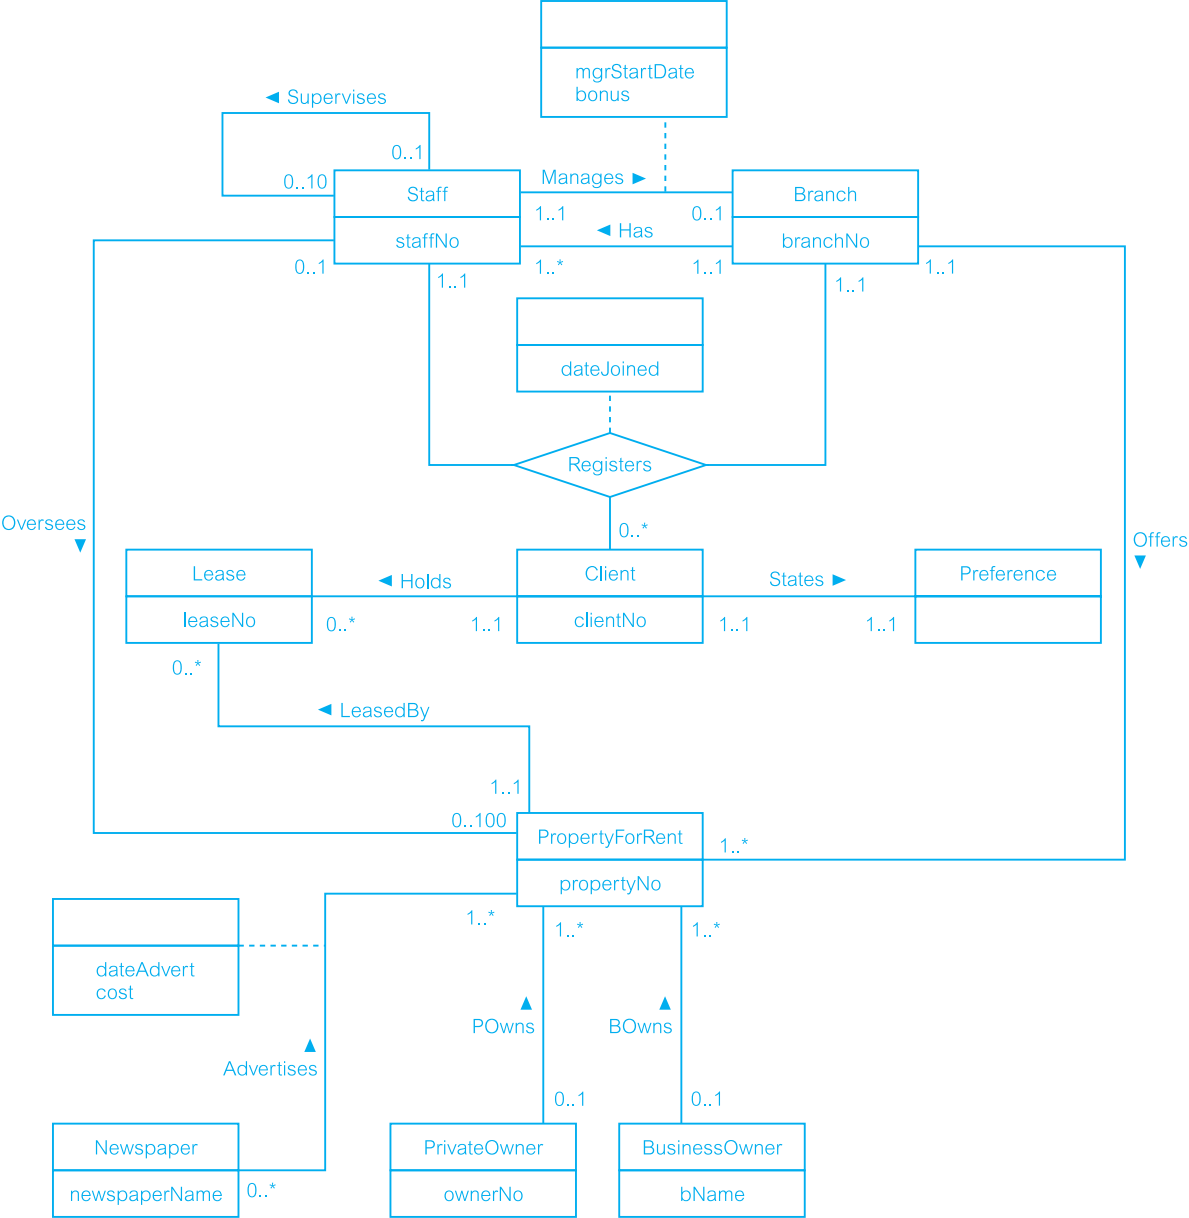 mgrStartDate
bonus
◄ Supervises
0..1
0..10
Staff
staffNo
Manages ►
1..1
0..1
◄ Has
1..*
1..1
Branch
branchNo
0..1
1..1
1..1
1..1
dateJoined
Registers
0..*
Oversees
▼
Offers
▼
Lease
leaseNo
◄ Holds
0..*
1..1
Client
clientNo
States ►
1..1
1..1
Preference
0..*
◄ LeasedBy
1..1
0..100
PropertyForRent
propertyNo
1..*
1..*
1..*
1..*
dateAdvert
cost
▲
POwns
▲
BOwns
▲
Advertises
0..1
0..1
Newspaper
newspaperName
0..*
PrivateOwner
ownerNo
BusinessOwner
bName